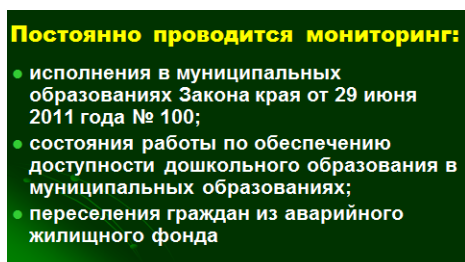 Постоянно проводится мониторинг:
исполнения в муниципальных
образованиях Закона края от 29 июня
2011 года № 100;
состояния работы по обеспечению
доступности дошкольного образования в
муниципальных образованиях;
переселения граждан из аварийного
жилищного фонда